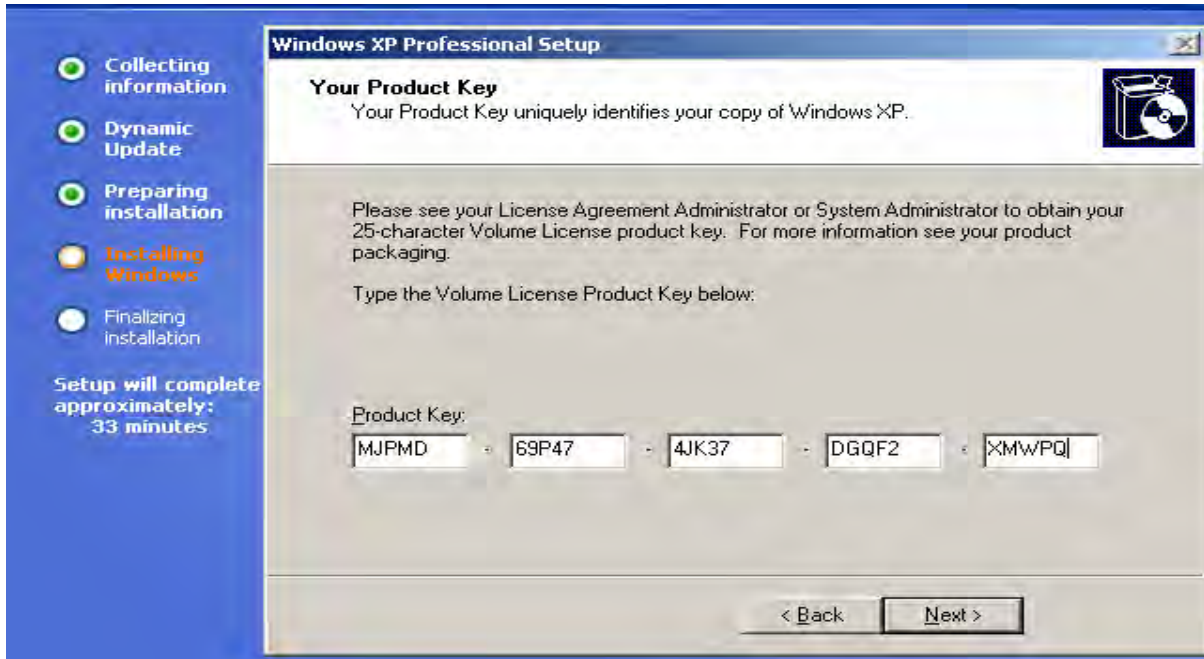 Collecting
information
Dynamic
Update
Preparing
installation
Installing
Windows
Finalizing
installation
Setup will complete
approximately:
33 minutes
Windows XP Professional Setup
Your Product Key
Your Product Key uniquely identifies your copy of Windows XP.
Please see your License Agreement Administrator or System Administrator to obtain your
25-character Volume License product key. For more information see your product
packaging.
Type the Volume License Product Key below:
Product Key:
MJPMD - 69P47 - 4JK37 - DGQF2 - XMWPQ
< Back Next >